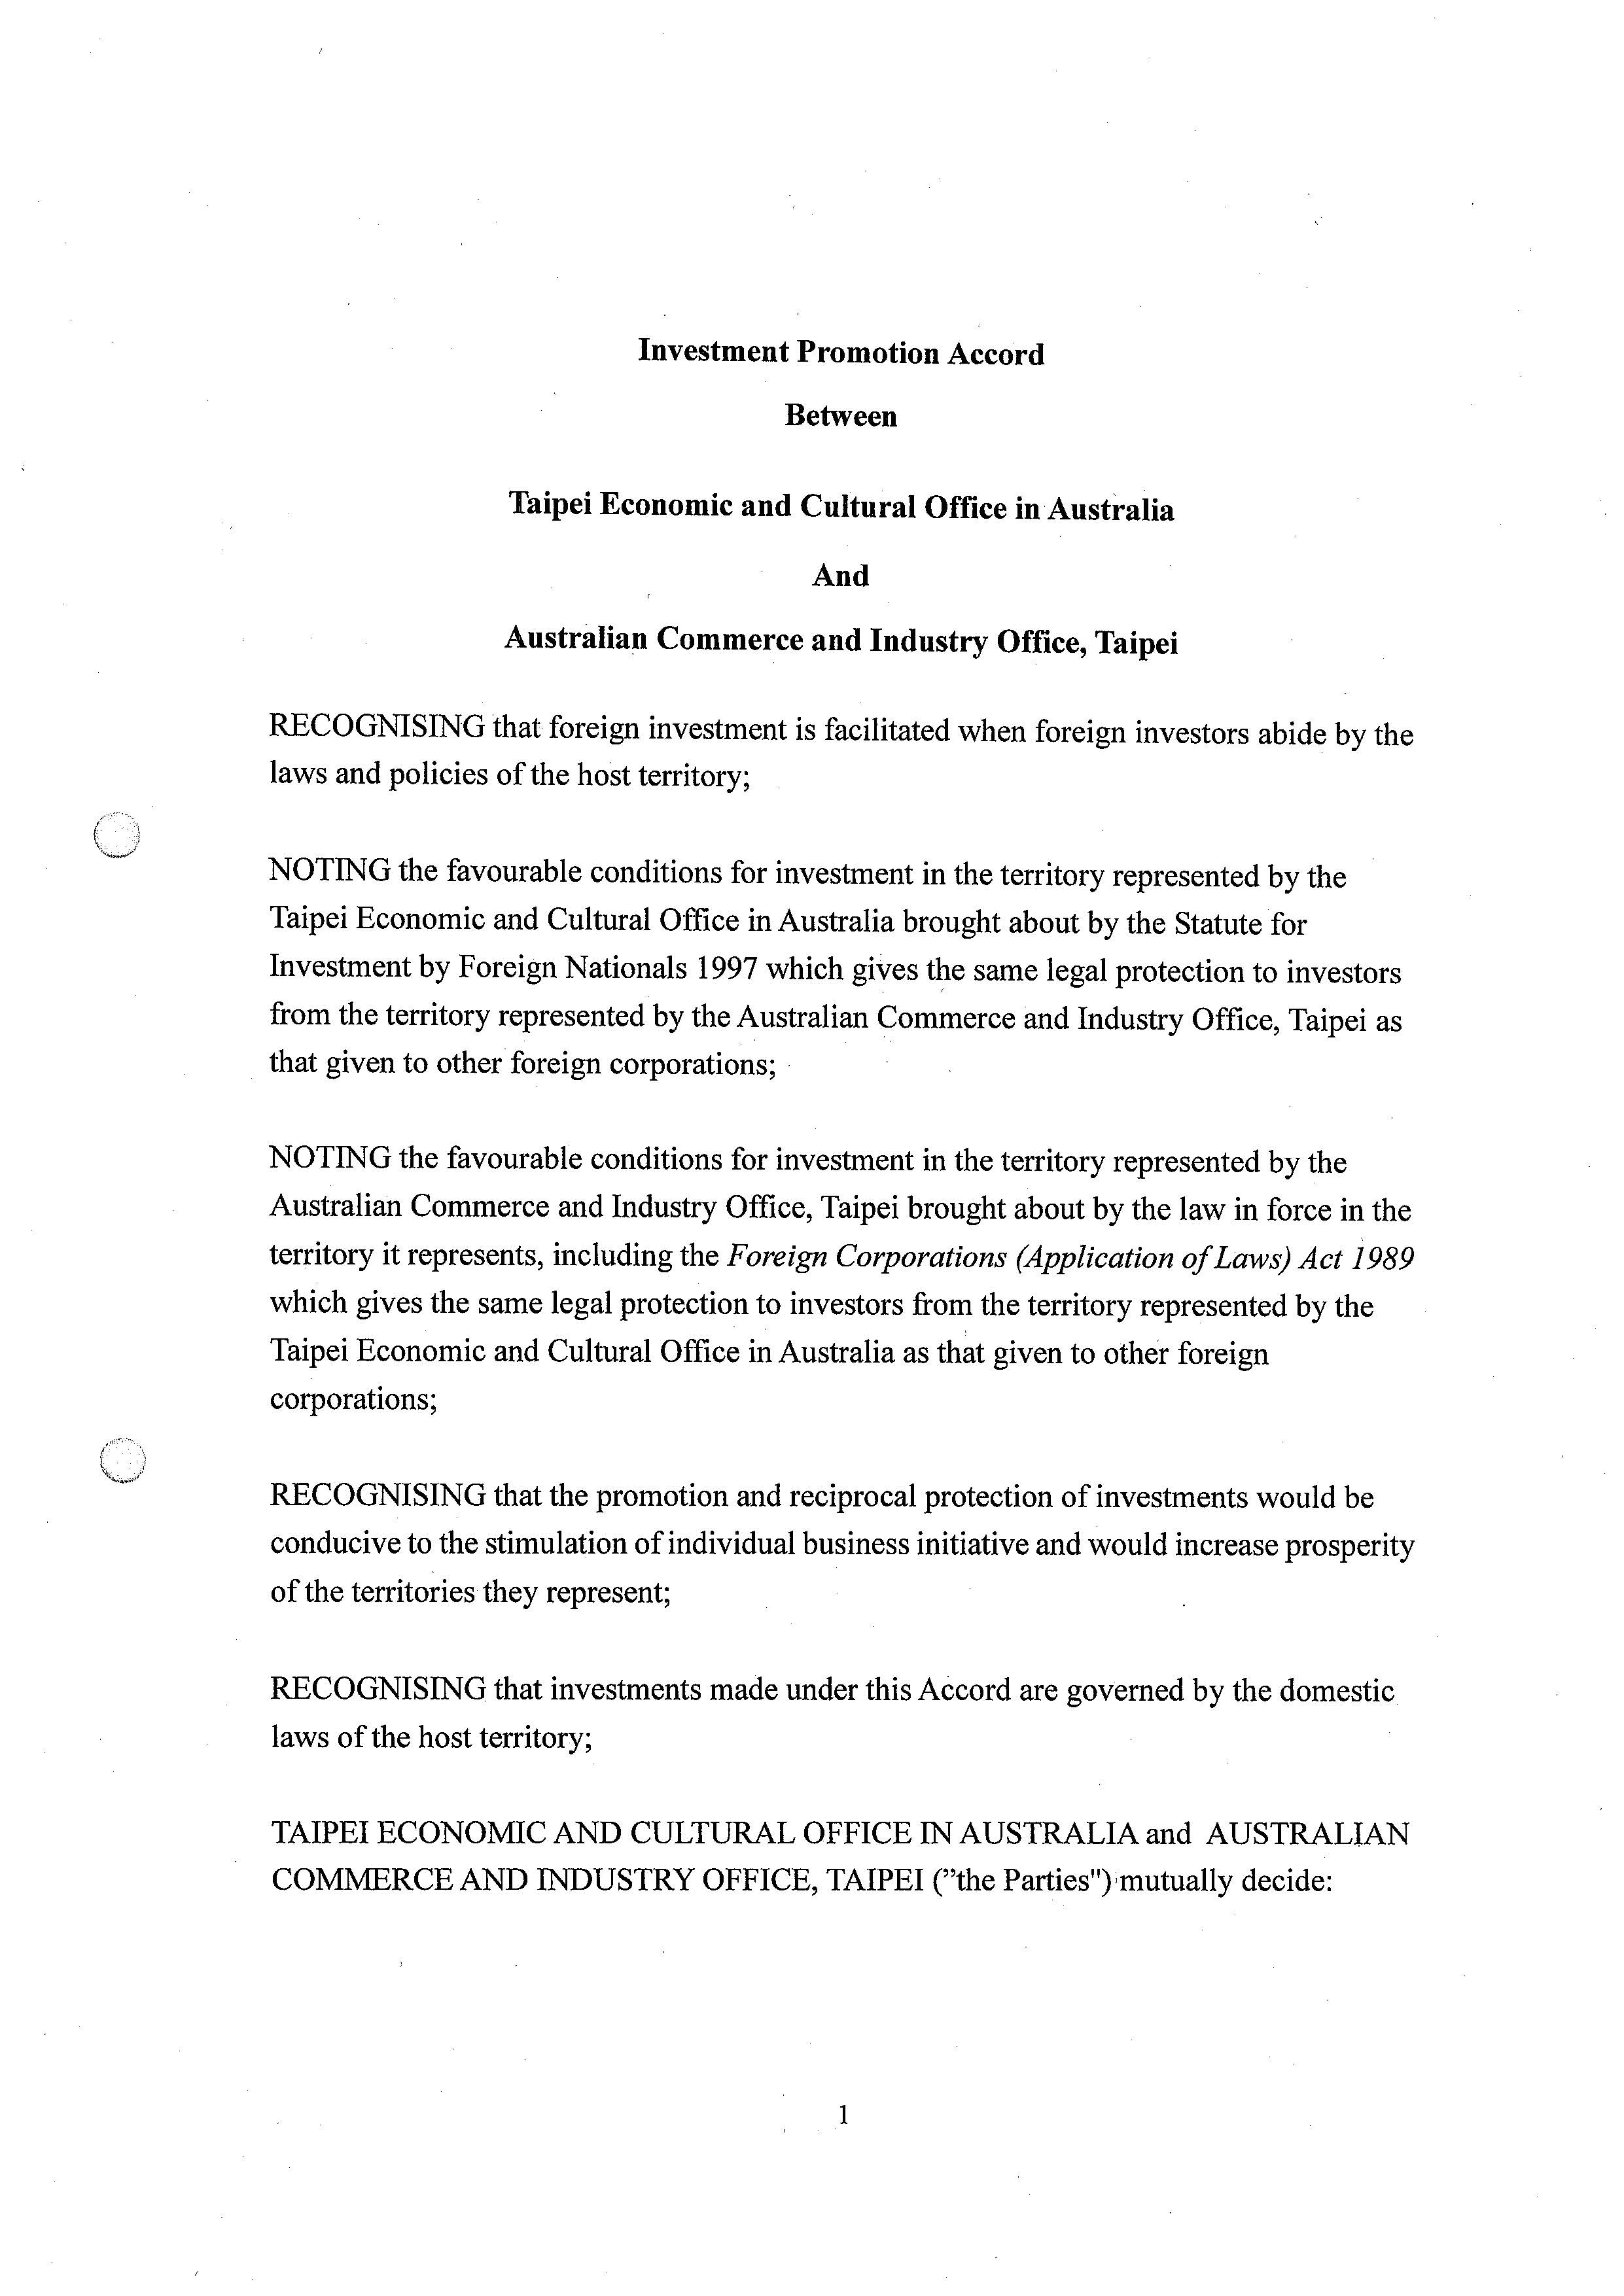 Investment Promotion Accord
Between
Taipei Economic and Cultural Office in Australia
And
Australian Commerce and Industry Office, Taipei
RECOGNISING that foreign investment is facilitated when foreign investors abide by the
laws and policies of the host territory;
NOTING the favourable conditions for investment in the territory represented by the
Taipei Economic and Cultural Office in Australia brought about by the Statute for
Investment by Foreign Nationals 1997 which gives the same legal protection to investors
from the territory represented by the Australian Commerce and Industry Office, Taipei as
that given to other foreign corporations;
NOTING the favourable conditions for investment in the territory represented by the
Australian Commerce and Industry Office, Taipei brought about by the law in force in the
territory it represents, including the Foreign Corporations (Application of Laws) Act 1989
which gives the same legal protection to investors from the territory represented by the
Taipei Economic and Cultural Office in Australia as that given to other foreign
corporations;
RECOGNISING that the promotion and reciprocal protection of investments would be
conducive to the stimulation of individual business initiative and would increase prosperity
of the territories they represent;
RECOGNISING that investments made under this Accord are governed by the domestic
laws of the host territory;
TAIPEI ECONOMIC AND CULTURAL OFFICE IN AUSTRALIA and AUSTRALIAN
COMMERCE AND INDUSTRY OFFICE, TAIPEI (”the Parties") mutually decide:
1